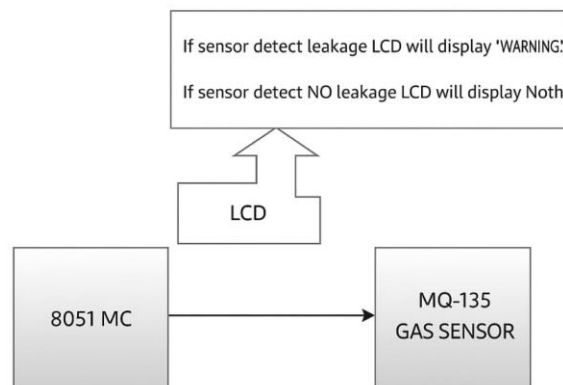 If sensor detect leakage LCD will display "WARNING"
If sensor detect NO leakage LCD will display Noth
LCD
8051 MC
MQ-135
GAS SENSOR